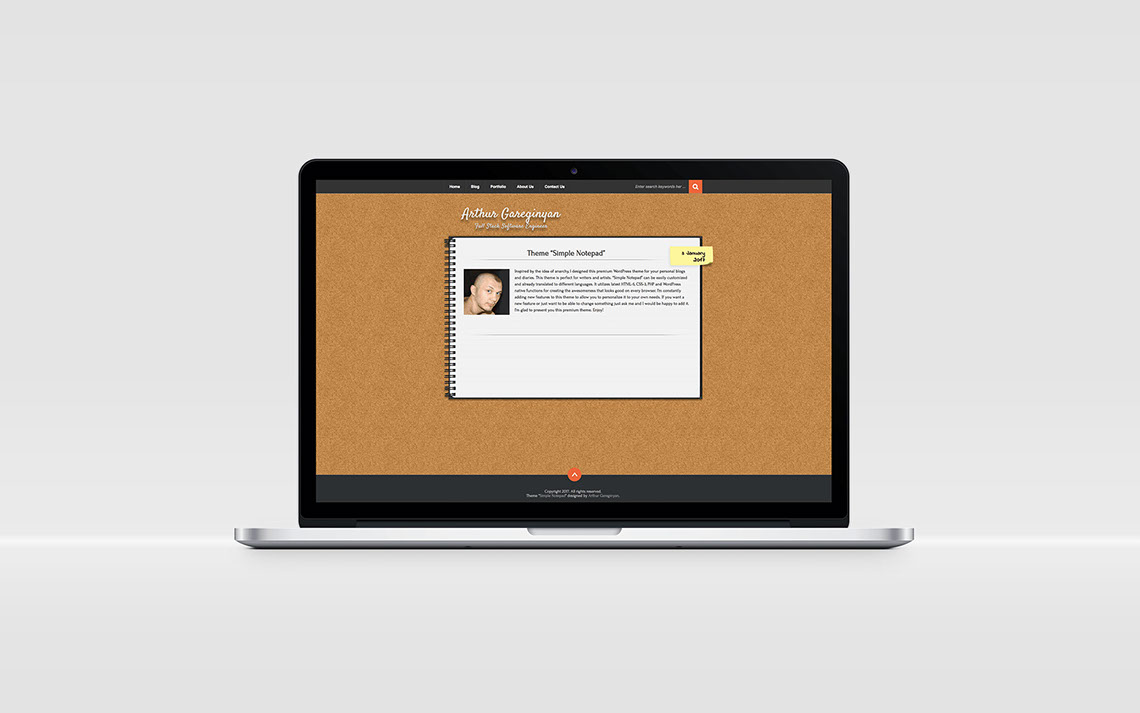 Home Blog Portfolio About Us Contact Us Enter search keywords her ...
Arthur Gareginyan
Full Stack Software Engineer
Theme "Simple Notepad"
2 January
2017
Inspired by the idea of anarchy, I designed this premium WordPress theme for your personal blogs
and diaries. This theme is perfect for writers and artists. "Simple Notepad" can be easily customized
and already translated to different languages. It utilizes latest HTML-5, CSS-3, PHP and WordPress
native functions for creating the awesomeness that looks good on every browser. I'm constantly
adding new features to this theme to allow you to personalize it to your own needs. If you want a
new feature or just want to be able to change something just ask me and I would be happy to add it.
I'm glad to present you this premium theme. Enjoy!
Copyright 2017. All rights reserved.
Theme "Simple Notepad" designed by Arthur Gareginyan.